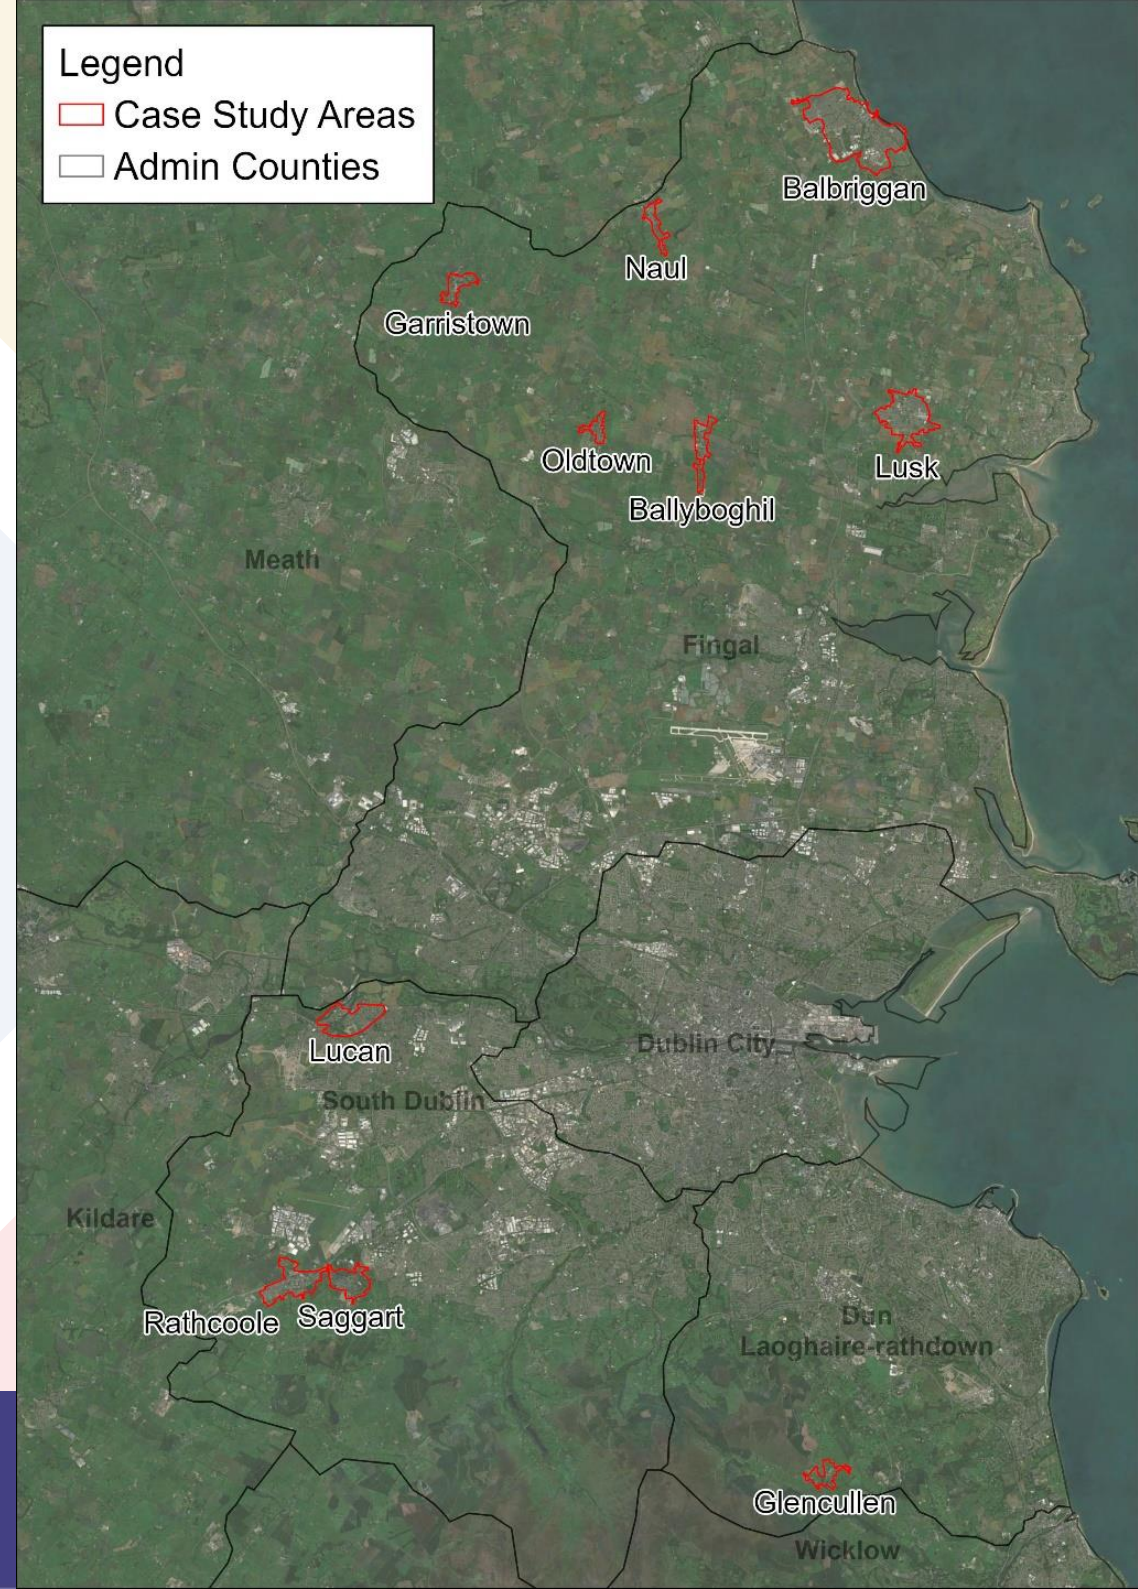 Legend
Case Study Areas
Admin Counties
Balbriggan
Naul
Garristown
Oldtown
Lusk
Ballyboghil
Meath
Fingal
Dublin City
Lucan
South Dublin
Kildare
Rathcoole
Saggart
Dun
Laoghaire-rathdown
Glencullen
Wicklow